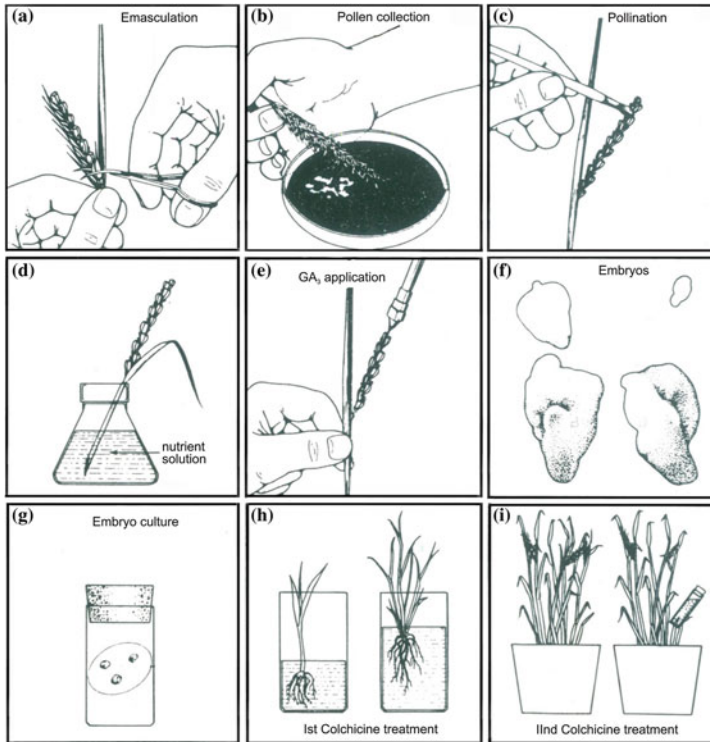 (a) Emasculation
(b) Pollen collection
(c) Pollination
(d)
nutrient
solution
(e) GA₃ application
(f) Embryos
(g) Embryo culture
(h)
Ist Colchicine treatment
(i)
IInd Colchicine treatment